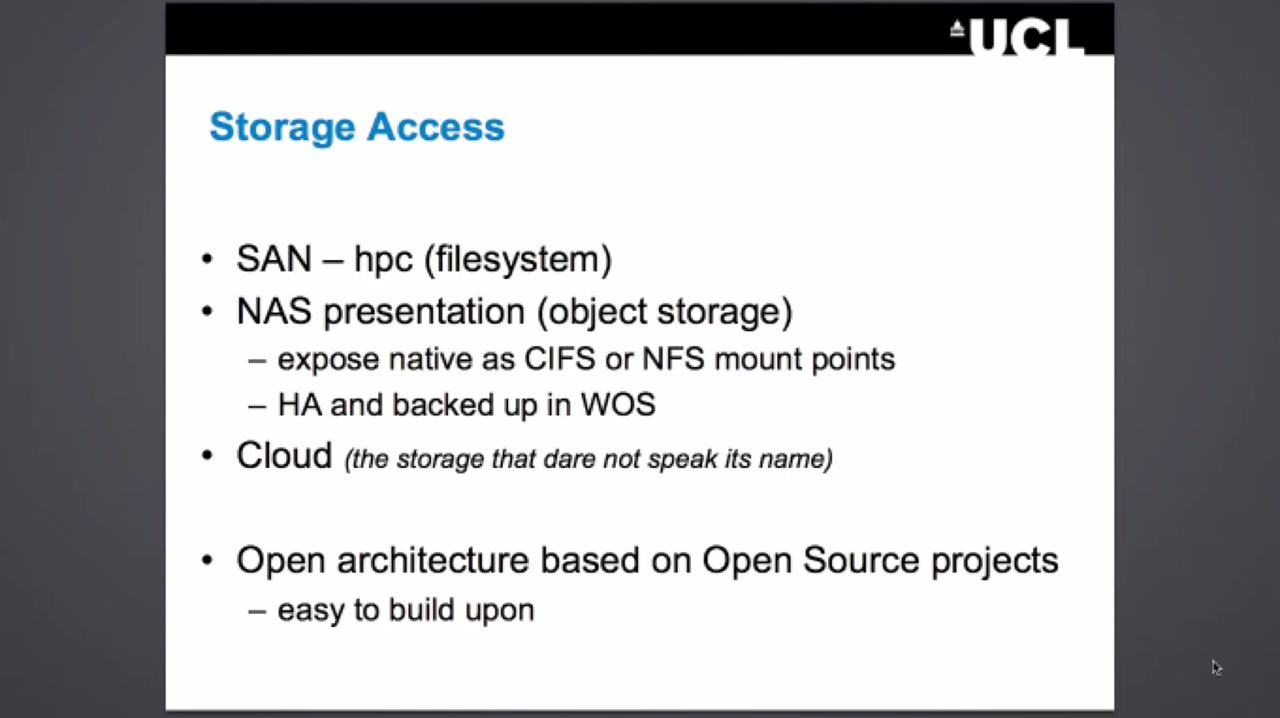 UCL
Storage Access
• SAN – hpc (filesystem)
• NAS presentation (object storage)
– expose native as CIFS or NFS mount points
– HA and backed up in WOS
• Cloud (the storage that dare not speak its name)
• Open architecture based on Open Source projects
– easy to build upon